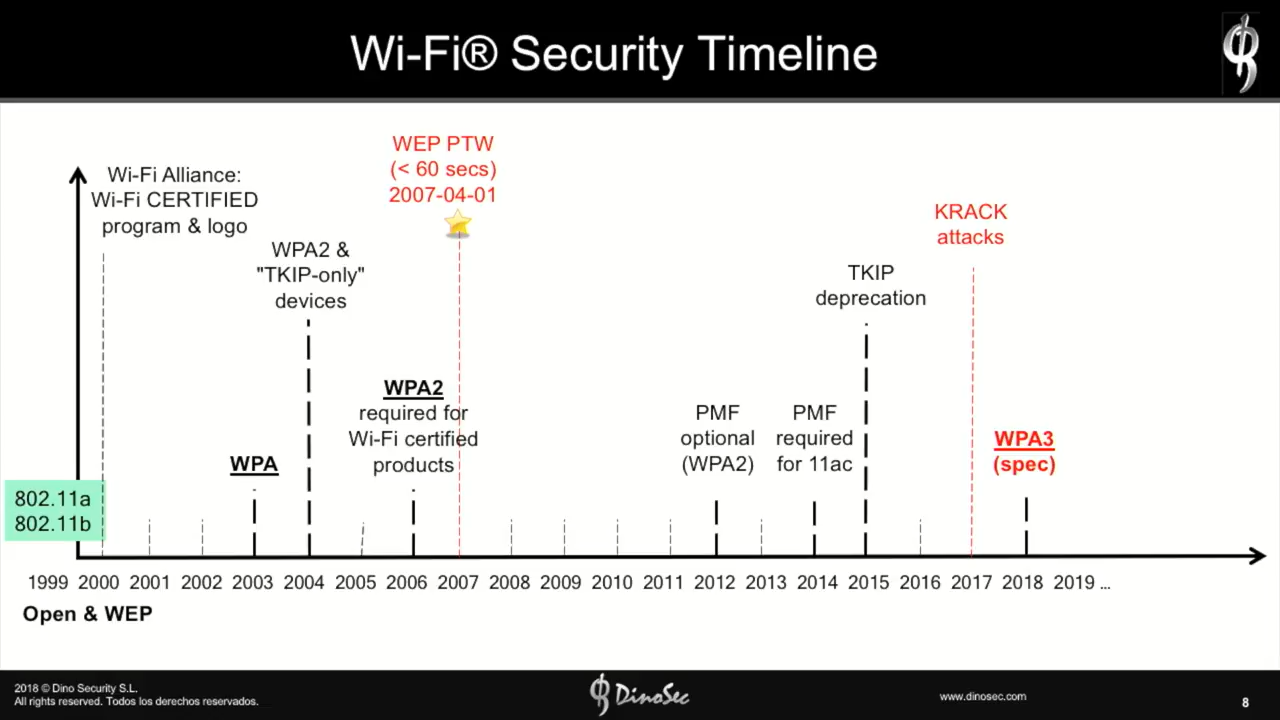 Wi-Fi® Security Timeline
Wi-Fi Alliance:
Wi-Fi CERTIFIED
program & logo
WPA2 &
"TKIP-only"
devices
WEP PTW
(< 60 secs)
2007-04-01
KRACK
attacks
TKIP
deprecation
WPA
WPA2
required for
Wi-Fi certified
products
PMF
optional
(WPA2)
PMF
required
for 11ac
WPA3
(spec)
802.11a
802.11b
1999 2000 2001 2002 2003 2004 2005 2006 2007 2008 2009 2010 2011 2012 2013 2014 2015 2016 2017 2018 2019 ...
Open & WEP
2018 © Dino Security S.L.
All rights reserved. Todos los derechos reservados.
DinoSec
www.dinosec.com
8